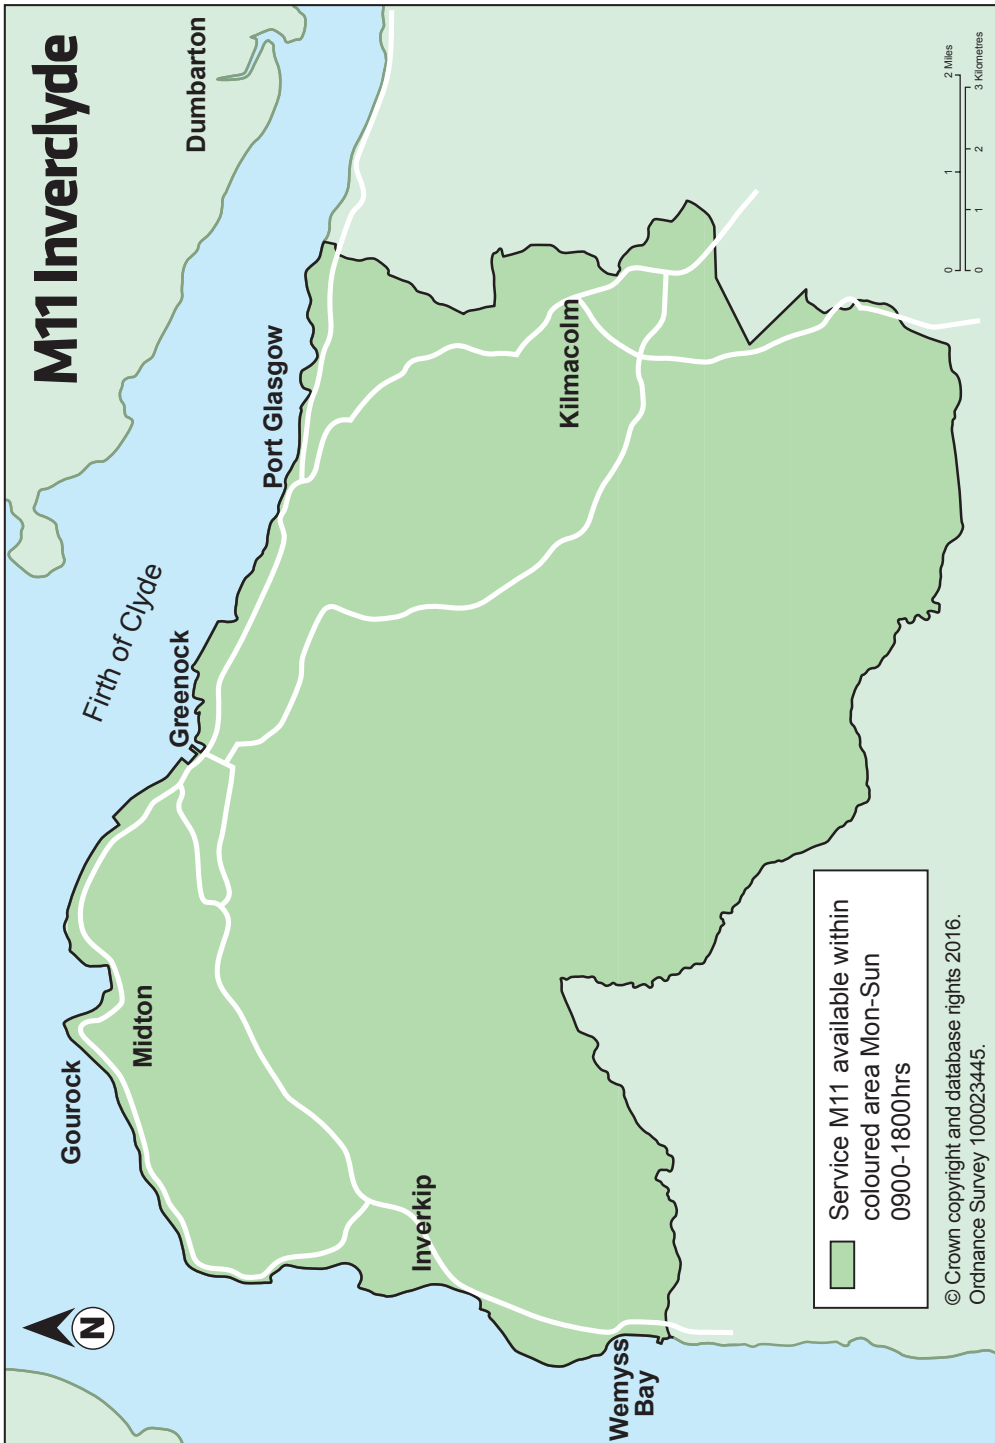 M11 Inverclyde
Dumbarton
Firth of Clyde
Gourock
Midton
Greenock
Port Glasgow
Kilmacolm
Inverkip
Wemyss
Bay
N
Service M11 available within
coloured area Mon-Sun
0900-1800hrs
© Crown copyright and database rights 2016.
Ordnance Survey 100023445.
0 1 2 Miles
0 1 2 3 Kilometres